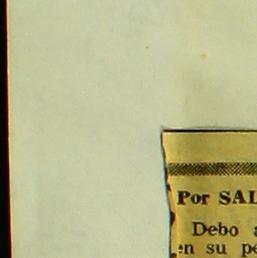 Por SAL
Debo a
en su pe